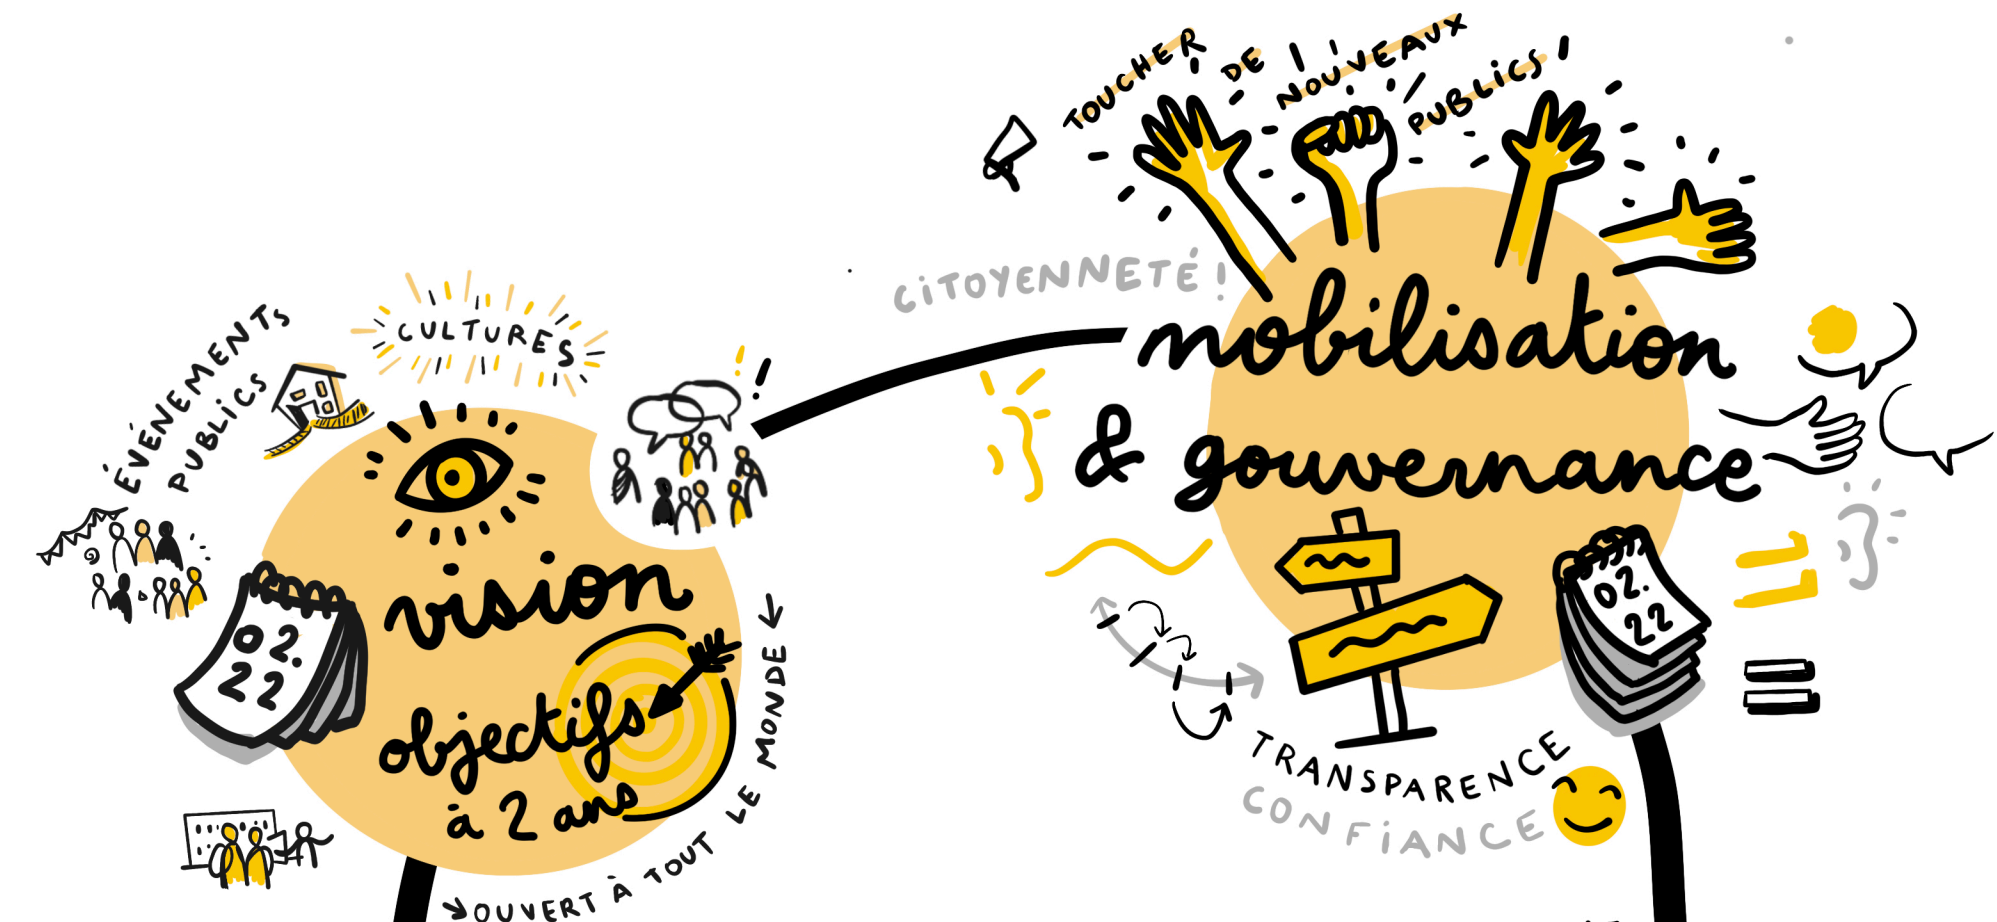 ÉVÉNEMENTS
PUBLICS
CULTURES
!!
02.
22
vision
objectifs
à 2 ans
OUVERT À TOUT LE MONDE
TOUCHER DE NOUVEAUX
PUBLICS!
CiTOYENNETÉ!
mobilisation
& gouvernance
02.
22
TRANSPARENCE
CONFiANCE